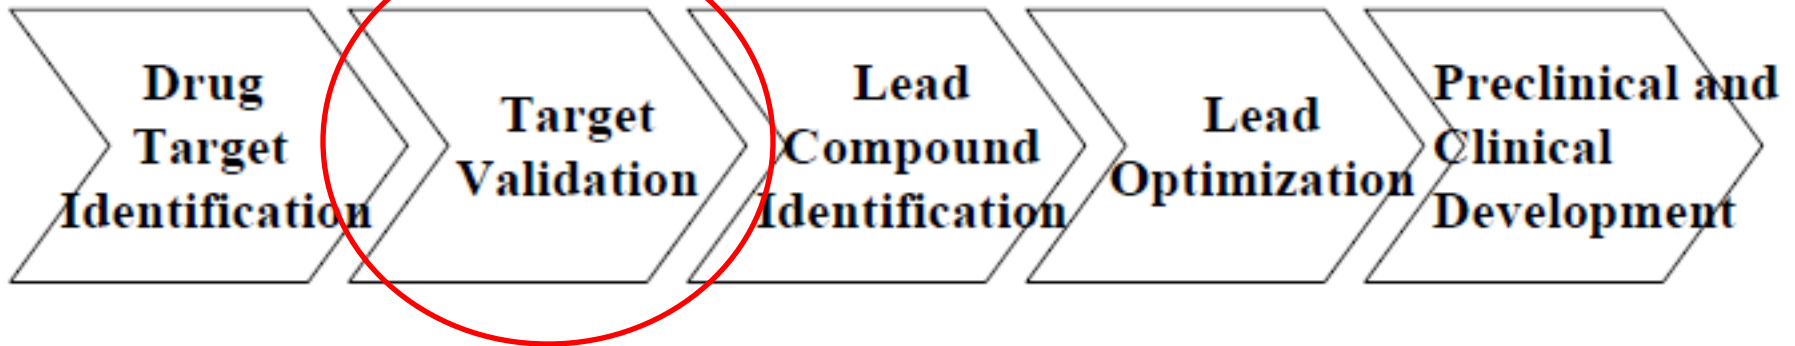 Drug
Target
Identification
Target
Validation
Lead
Compound
Identification
Lead
Optimization
Preclinical and
Clinical
Development